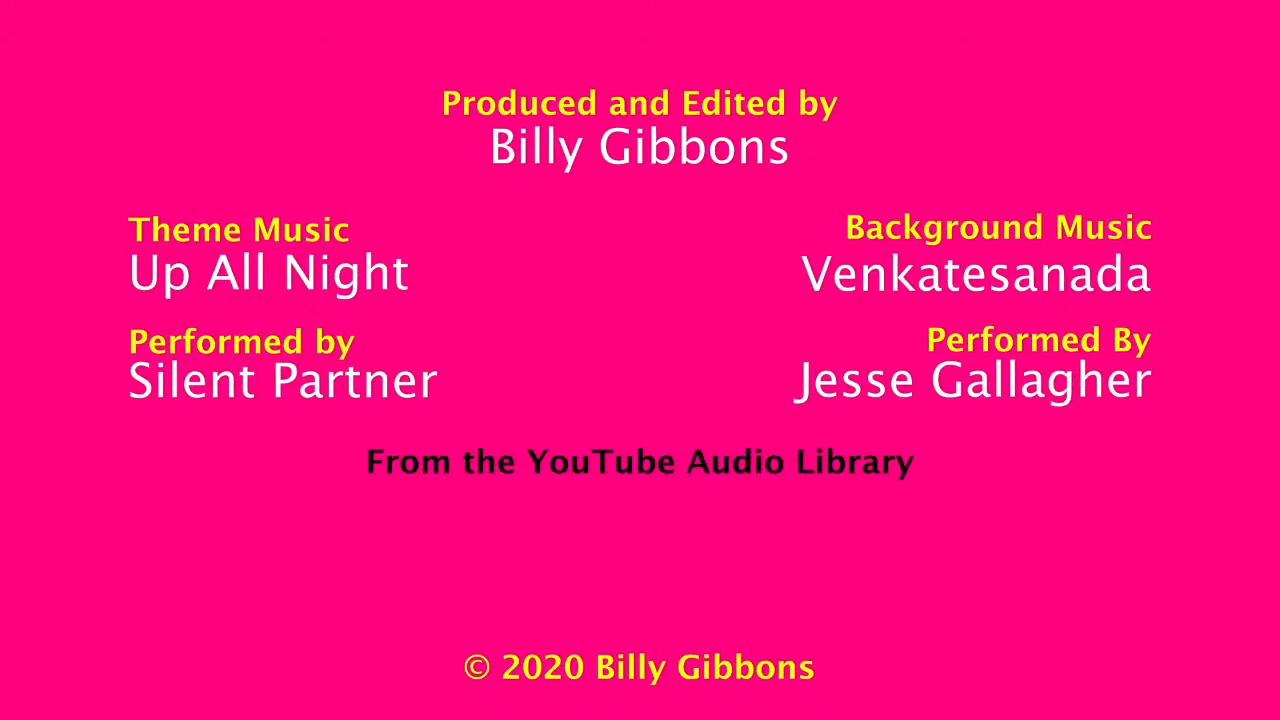 Produced and Edited by
Billy Gibbons
Theme Music
Up All Night
Performed by
Silent Partner
Background Music
Venkatesanada
Performed By
Jesse Gallagher
From the YouTube Audio Library
© 2020 Billy Gibbons